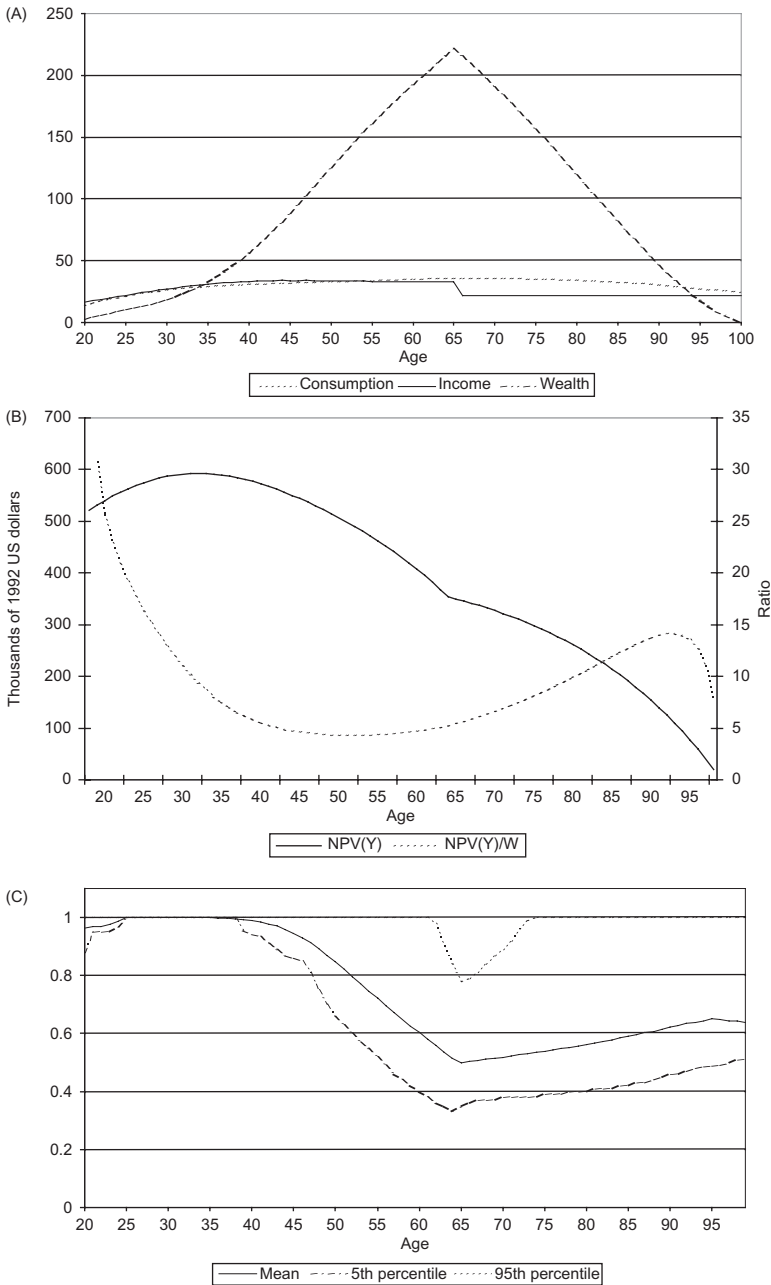 (A)
250
200
150
100
50
0
20 25 30 35 40 45 50 55 60 65 70 75 80 85 90 95 100
Age
Consumption Income Wealth
(B)
700 35
600 30
500 25
400 20
300 15
200 10
100 5
0 0
Thousands of 1992 US dollars
Ratio
20 25 30 32 40 45 50 55 60 65 70 75 80 85 90 95
Age
NPV(Y) NPV(Y)/W
(C)
1
0.8
0.6
0.4
0.2
0
20 25 30 35 40 45 50 55 60 65 70 75 80 85 90 95
Age
Mean 5th percentile 95th percentile